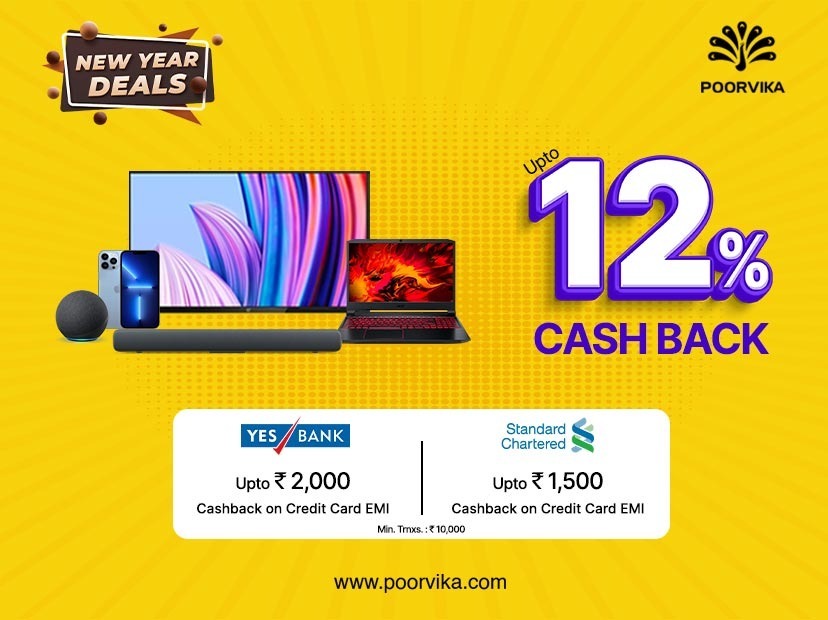 NEW YEAR
DEALS
POORVIKA
Upto
12%
CASH BACK
YES BANK
Upto ₹ 2,000
Cashback on Credit Card EMI
Standard
Chartered
Upto ₹ 1,500
Cashback on Credit Card EMI
Min. Trnxs. : ₹ 10,000
www.poorvika.com